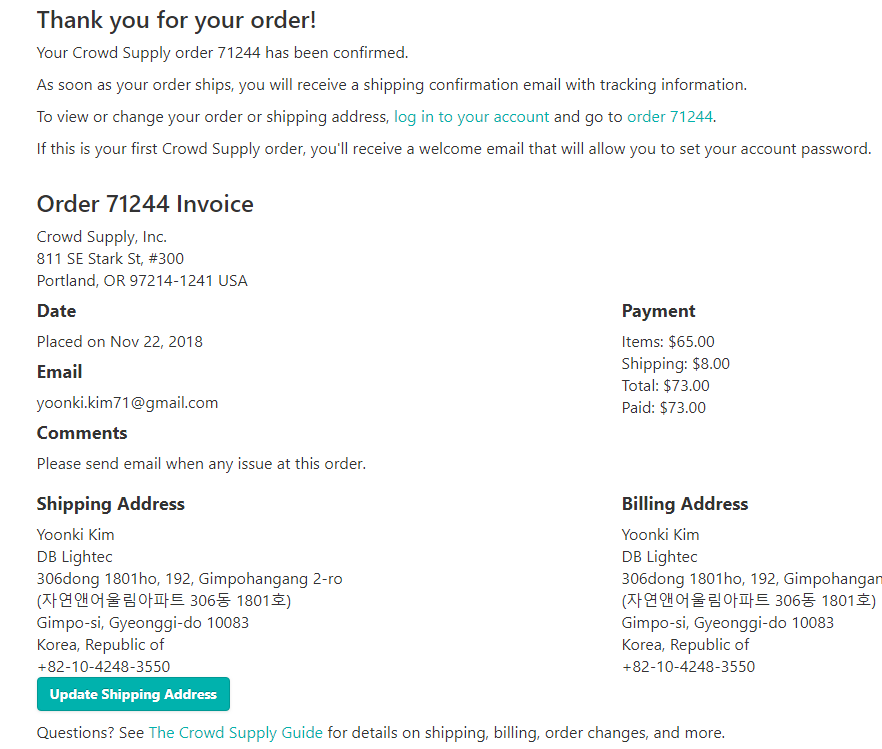 Thank you for your order!
Your Crowd Supply order 71244 has been confirmed.
As soon as your order ships, you will receive a shipping confirmation email with tracking information.
To view or change your order or shipping address, log in to your account and go to order 71244.
If this is your first Crowd Supply order, you'll receive a welcome email that will allow you to set your account password.
Order 71244 Invoice
Crowd Supply, Inc.
811 SE Stark St, #300
Portland, OR 97214-1241 USA
Date
Placed on Nov 22, 2018
Email
yoonki.kim71@gmail.com
Comments
Please send email when any issue at this order.
Payment
Items: $65.00
Shipping: $8.00
Total: $73.00
Paid: $73.00
Shipping Address
Yoonki Kim
DB Lightec
306dong 1801ho, 192, Gimpohangang 2-ro
(자연앤어울림아파트 306동 1801호)
Gimpo-si, Gyeonggi-do 10083
Korea, Republic of
+82-10-4248-3550
Update Shipping Address
Billing Address
Yoonki Kim
DB Lightec
306dong 1801ho, 192, Gimpohangan
(자연앤어울림아파트 306동 1801호)
Gimpo-si, Gyeonggi-do 10083
Korea, Republic of
+82-10-4248-3550
Questions? See The Crowd Supply Guide for details on shipping, billing, order changes, and more.